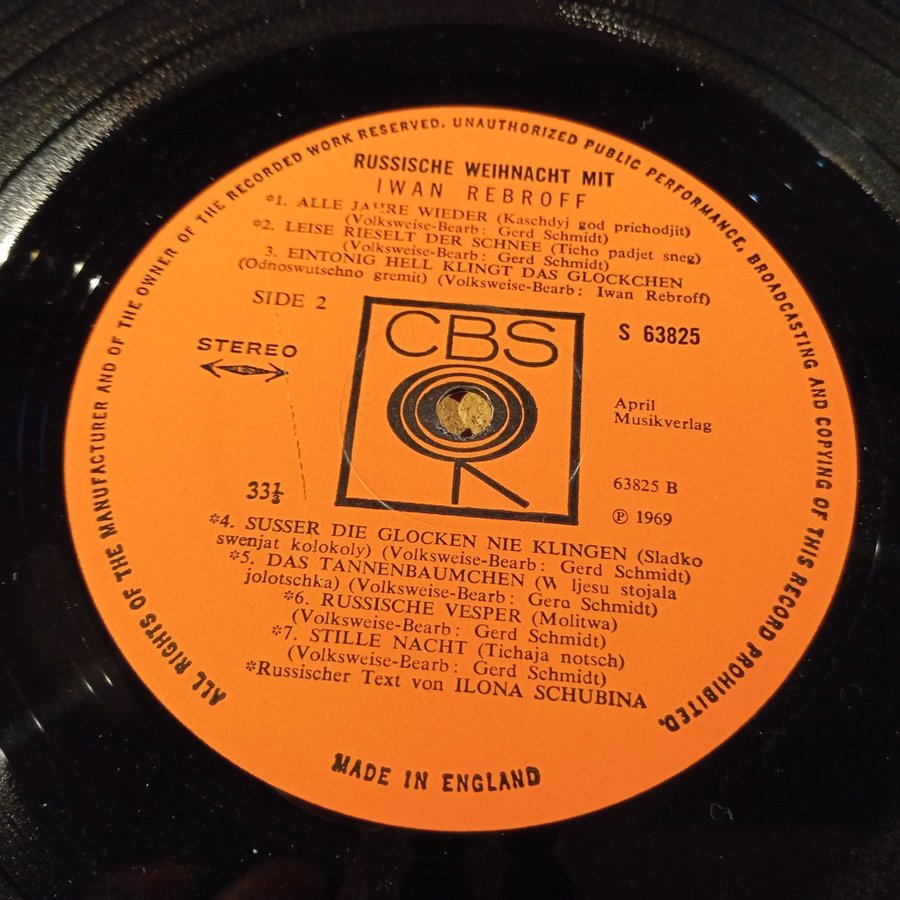 ALL RIGHTS OF THE MANUFACTURER AND OF THE OWNER OF THE RECORDED WORK RESERVED. UNAUTHORIZED PUBLIC PERFORMANCE, BROADCASTING AND COPYING OF THIS RECORD PROHIBITED.
RUSSISCHE WEIHNACHT MIT
IWAN REBROFF
*1. ALLE JAHRE WIEDER (Kaschdyj god prichodjit)
(Volksweise-Bearb: Gerd Schmidt)
*2. LEISE RIESELT DER SCHNEE (Ticho padjet sneg)
(Volksweise-Bearb: Gerd Schmidt)
3. EINTONIG HELL KLINGT DAS GLOCKCHEN
(Odnoswutschno gremit) (Volksweise-Bearb: Iwan Rebroff)
SIDE 2
CBS
S 63825
STEREO
April
Musikverlag
33⅓
63825 B
℗ 1969
*4. SUSSER DIE GLOCKEN NIE KLINGEN (Sladko
swenjat kolokoly) (Volksweise-Bearb: Gerd Schmidt)
*5. DAS TANNENBAUMCHEN (W ljesu stojala
jolotschka) (Volksweise-Bearb: Gerd Schmidt)
*6. RUSSISCHE VESPER (Molitwa)
(Volksweise-Bearb: Gerd Schmidt)
*7. STILLE NACHT (Tichaja notsch)
(Volksweise-Bearb: Gerd Schmidt)
*Russischer Text von ILONA SCHUBINA
MADE IN ENGLAND